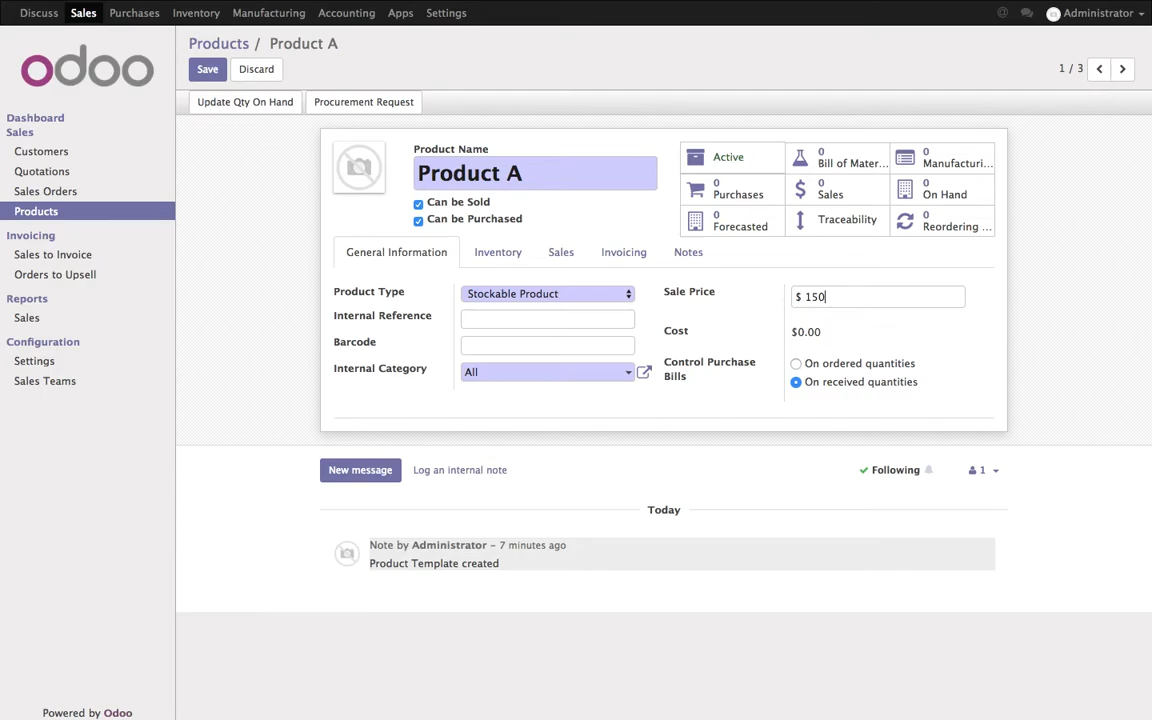 Discuss Sales Purchases Inventory Manufacturing Accounting Apps Settings @ Administrator
odoo
Dashboard
Sales
Customers
Quotations
Sales Orders
Products
Invoicing
Sales to Invoice
Orders to Upsell
Reports
Sales
Configuration
Settings
Sales Teams
Powered by Odoo
Products / Product A
Save Discard
1 / 3
Update Qty On Hand Procurement Request
Product Name
Product A
Can be Sold
Can be Purchased
Active
0
Bill of Mater...
0
Manufacturi...
0
Purchases
0
Sales
0
On Hand
0
Forecasted
Traceability
0
Reordering ...
General Information Inventory Sales Invoicing Notes
Product Type Stockable Product
Internal Reference
Barcode
Internal Category All
Sale Price $ 150
Cost $0.00
Control Purchase
Bills
On ordered quantities
On received quantities
New message Log an internal note Following 1
Today
Note by Administrator – 7 minutes ago
Product Template created